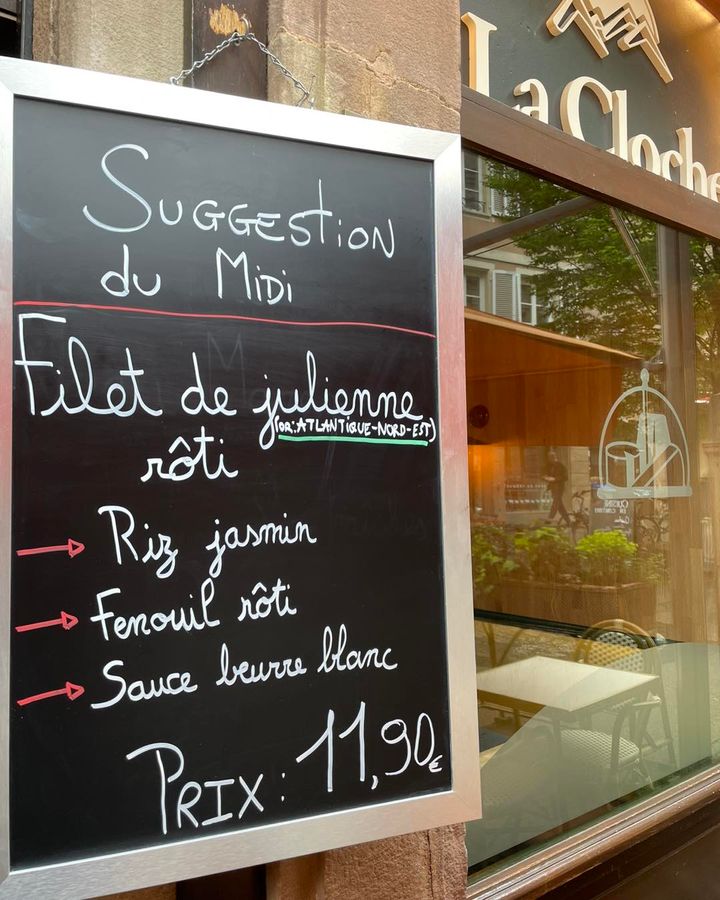 La Cloche
Suggestion
du Midi
Filet de julienne
(or: ATLANTIQUE-NORD-EST)
rôti
→ Riz jasmin
→ Fenouil rôti
→ Sauce beurre blanc
Prix : 11,90€